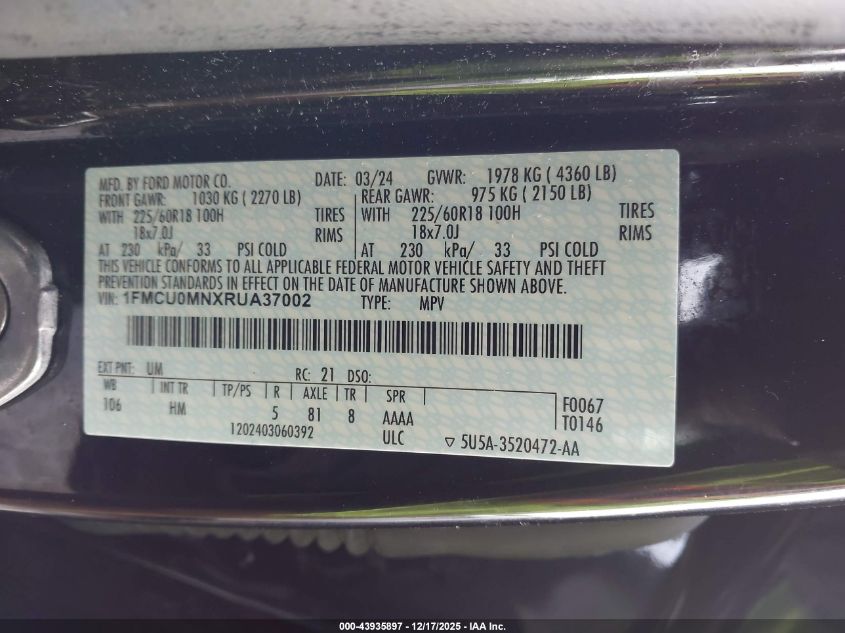 MFD. BY FORD MOTOR CO. DATE: 03/24 GVWR: 1978 KG ( 4360 LB)
FRONT GAWR: 1030 KG ( 2270 LB) REAR GAWR: 975 KG ( 2150 LB)
WITH 225/60R18 100H TIRES WITH 225/60R18 100H TIRES
18x7.0J RIMS 18x7.0J RIMS
AT 230 kPa/ 33 PSI COLD AT 230 kPa/ 33 PSI COLD
THIS VEHICLE CONFORMS TO ALL APPLICABLE FEDERAL MOTOR VEHICLE SAFETY AND THEFT
PREVENTION STANDARDS IN EFFECT ON THE DATE OF MANUFACTURE SHOWN ABOVE.
VIN: 1FMCU0MNXRUA37002 TYPE: MPV
EXT PNT: UM RC: 21 DSO:
WB INT TR TP/PS R AXLE TR SPR
106 HM 5 81 8 AAAA
F0067
T0146
1202403060392 ULC ▽ 5U5A-3520472-AA
000-43935897 - 12/17/2025 - IAA Inc.